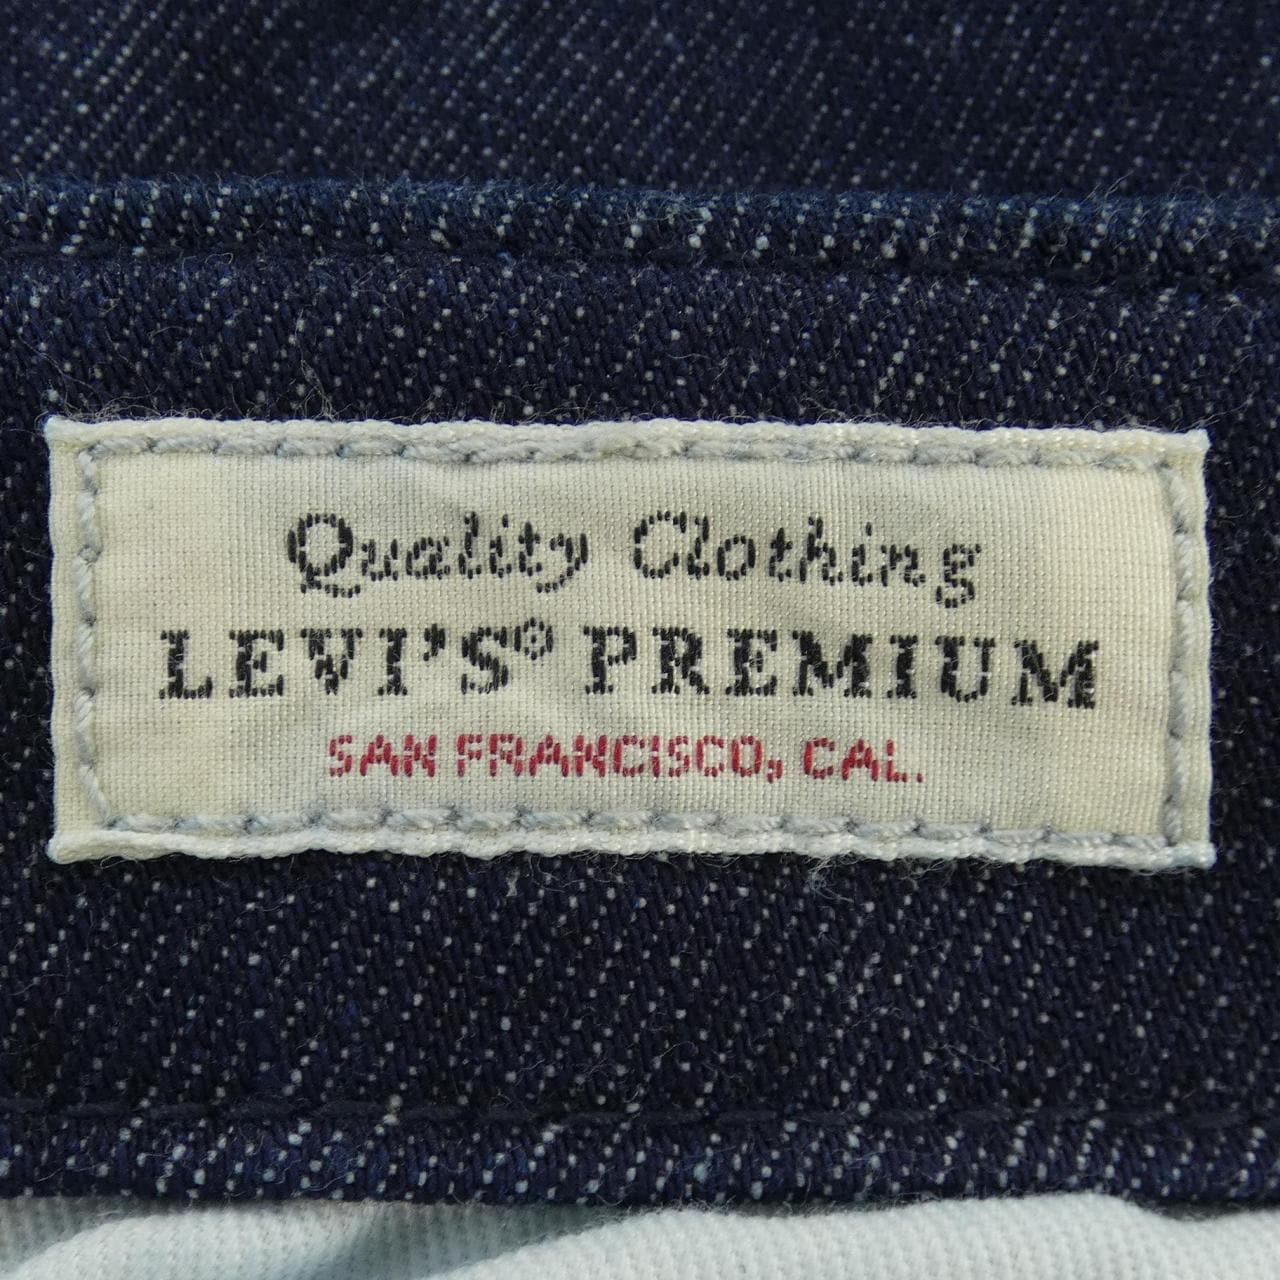 Quality Clothing
LEVI'S® PREMIUM
SAN FRANCISCO, CAL.